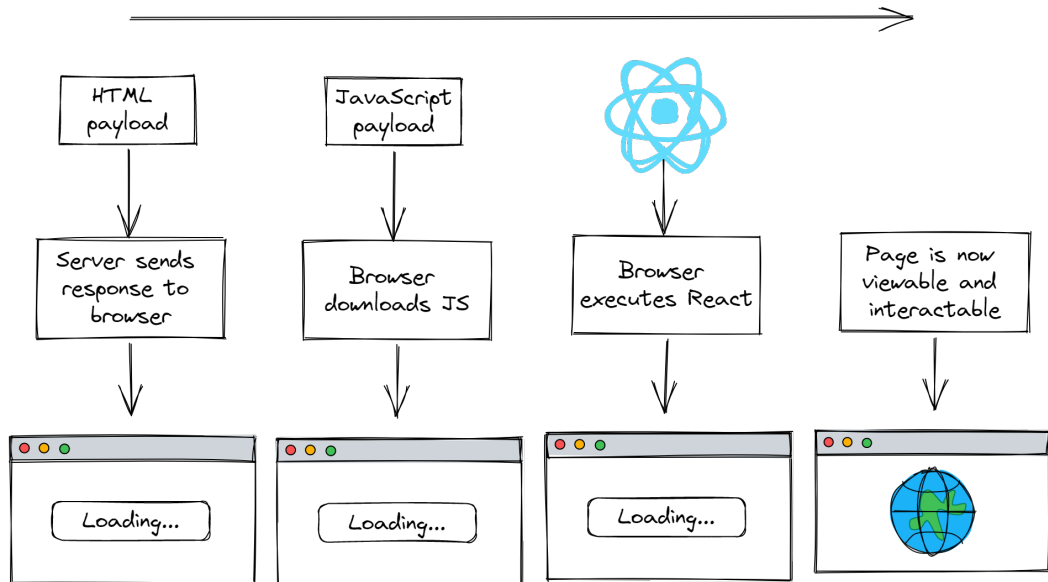 HTML
payload
JavaScript
payload
Server sends
response to
browser
Browser
downloads JS
Browser
executes React
Page is now
viewable and
interactable
Loading...
Loading...
Loading...